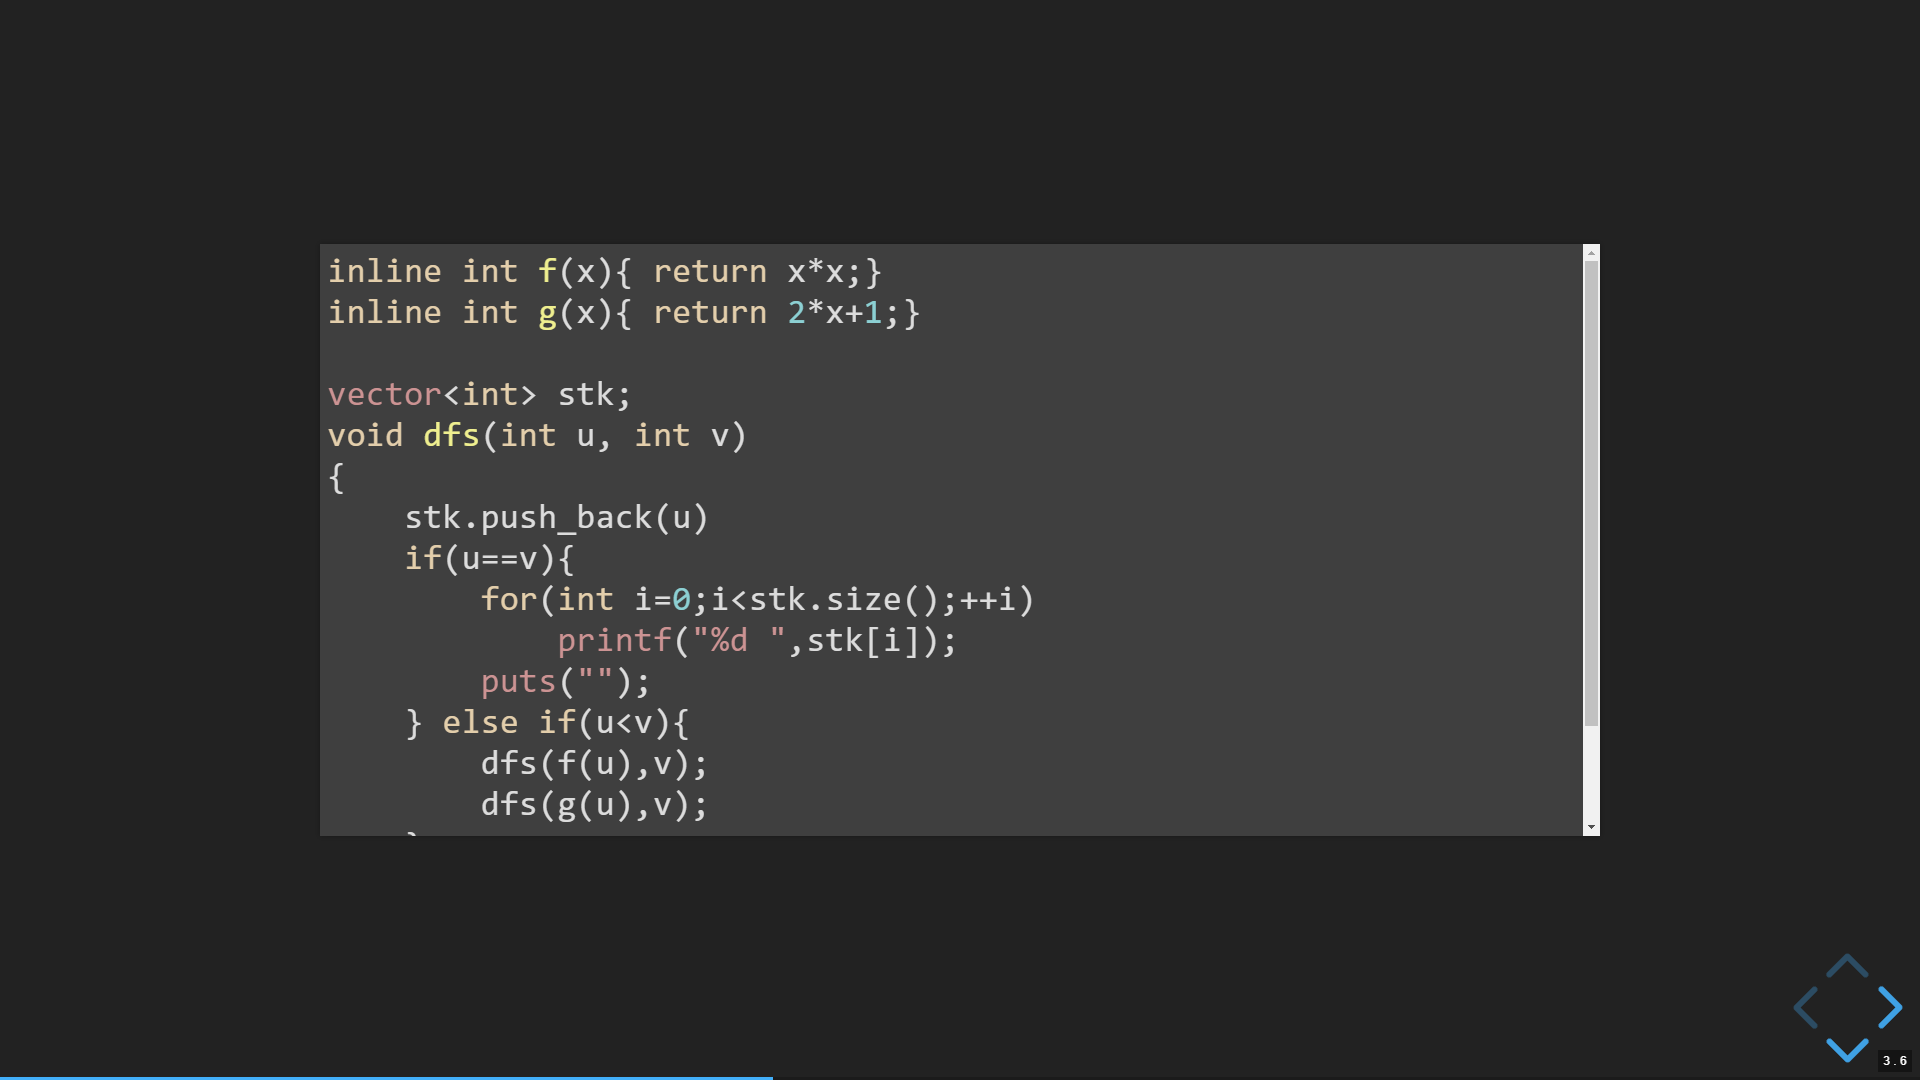 inline int f(x){ return x*x;}
inline int g(x){ return 2*x+1;}

vector<int> stk;
void dfs(int u, int v)
{
    stk.push_back(u)
    if(u==v){
        for(int i=0;i<stk.size();++i)
            printf("%d ",stk[i]);
        puts("");
    } else if(u<v){
        dfs(f(u),v);
        dfs(g(u),v);
3.6